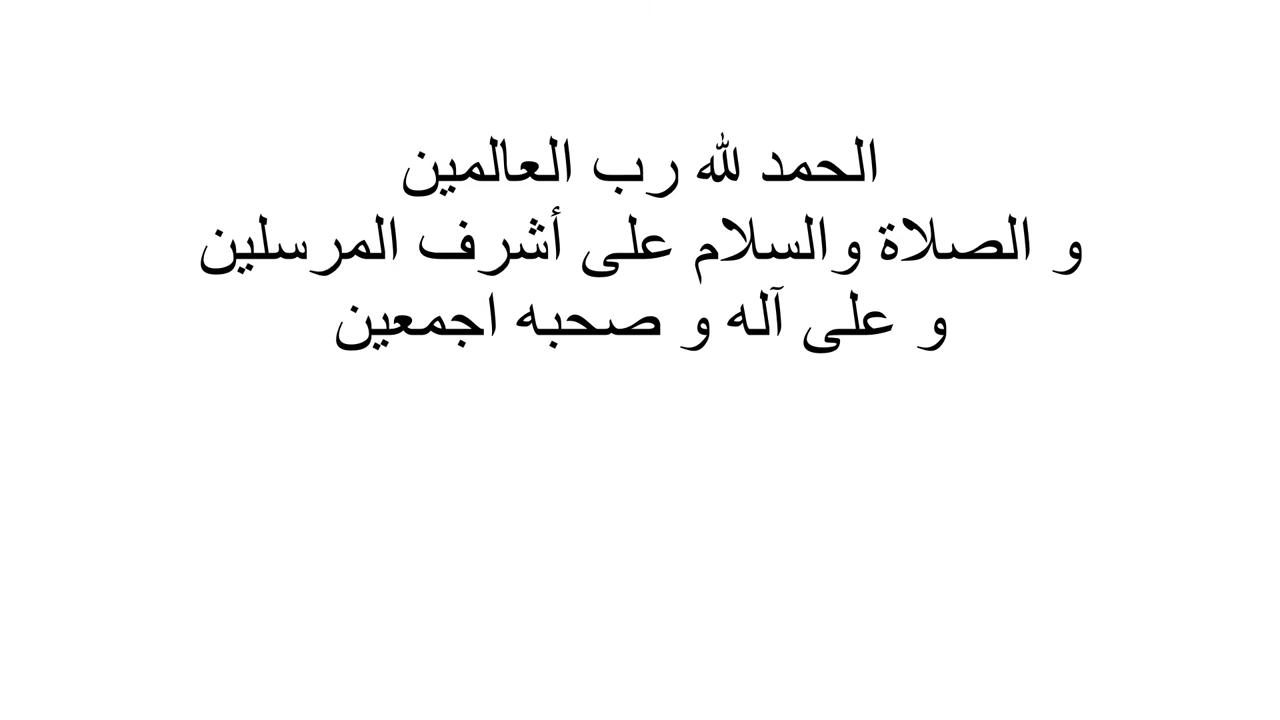 الحمد لله رب العالمين
و الصلاة والسلام على أشرف المرسلين
و على آله و صحبه اجمعين